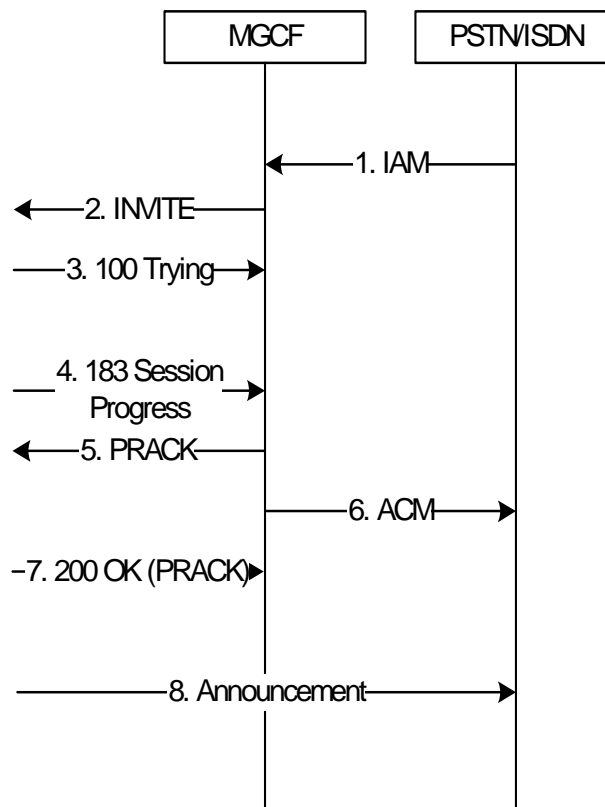 MGCF
PSTN/ISDN
1. IAM
2. INVITE
3. 100 Trying
4. 183 Session
Progress
5. PRACK
6. ACM
7. 200 OK (PRACK)
8. Announcement